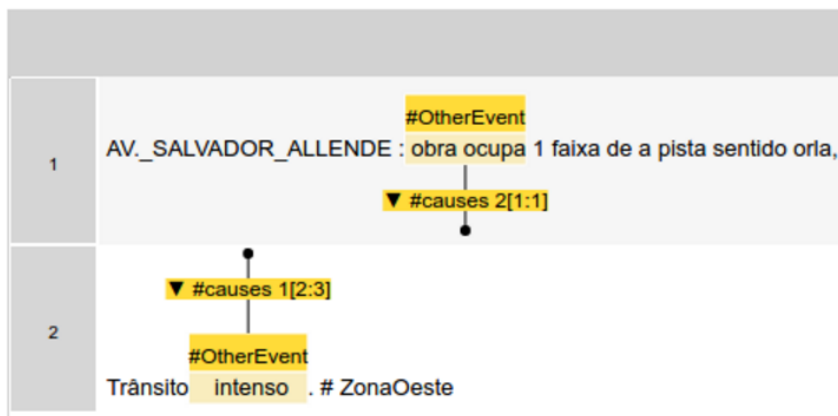 #OtherEvent
1 AV._SALVADOR_ALLENDE : obra ocupa 1 faixa de a pista sentido orla,
▼ #causes 2[1:1]
▼ #causes 1[2:3]
2
#OtherEvent
Trânsito intenso . # ZonaOeste